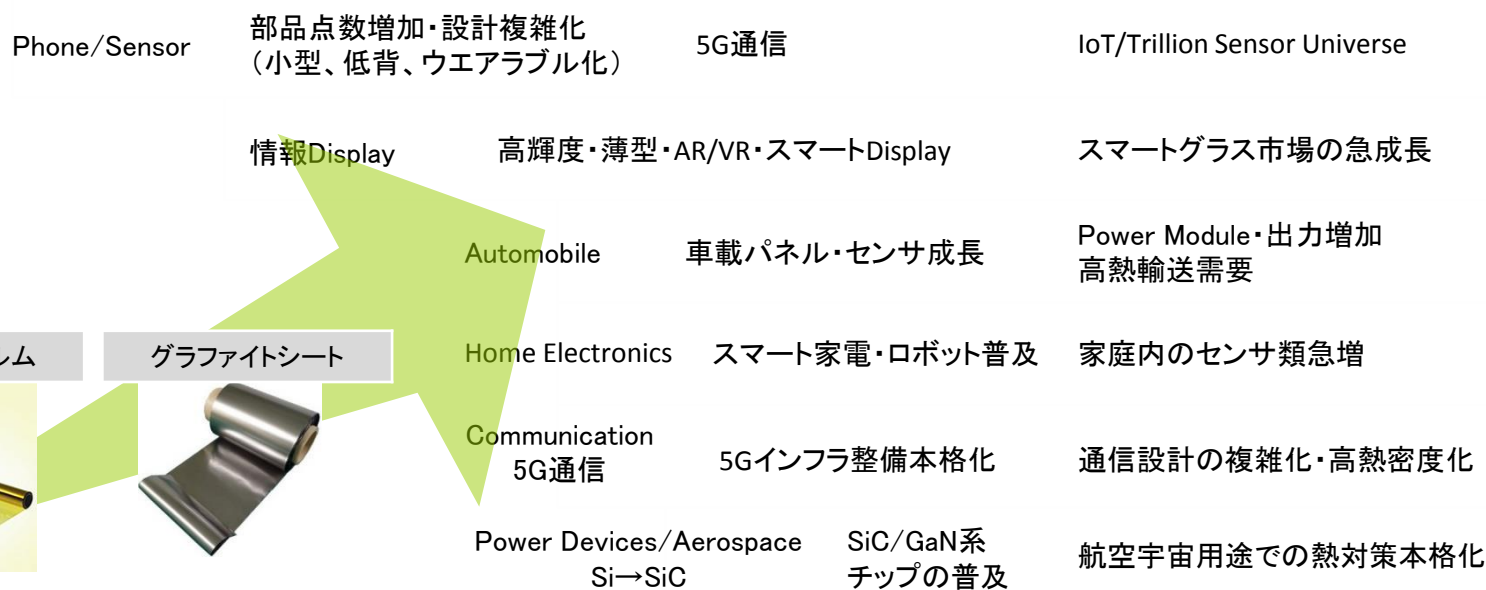 Phone/Sensor
部品点数増加・設計複雑化
（小型、低背、ウエアラブル化）
5G通信
IoT/Trillion Sensor Universe
情報Display
高輝度・薄型・AR/VR・スマートDisplay
スマートグラス市場の急成長
Automobile
車載パネル・センサ成長
Power Module・出力増加
高熱輸送需要
ルム
グラファイトシート
Home Electronics
スマート家電・ロボット普及
家庭内のセンサ類急増
Communication
5G通信
5Gインフラ整備本格化
通信設計の複雑化・高熱密度化
Power Devices/Aerospace
Si→SiC
SiC/GaN系
チップの普及
航空宇宙用途での熱対策本格化